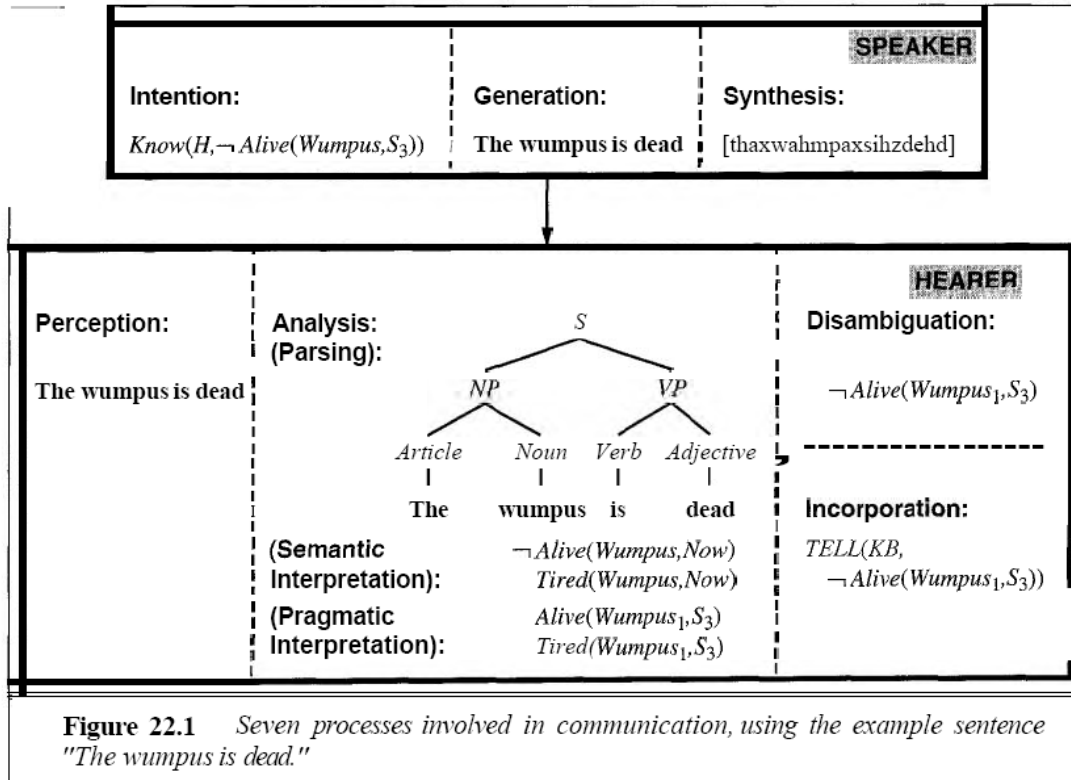 SPEAKER
Intention:
Know(H,¬Alive(Wumpus,S₃))
Generation:
The wumpus is dead
Synthesis:
[thaxwahmpaxsihzdehd]
HEARER
Perception:
The wumpus is dead
Analysis:
(Parsing):
S
NP VP
Article Noun Verb Adjective
The wumpus is dead
(Semantic ¬Alive(Wumpus,Now)
Interpretation): Tired(Wumpus,Now)
(Pragmatic Alive(Wumpus₁,S₃)
Interpretation): Tired(Wumpus₁,S₃)
Disambiguation:
¬Alive(Wumpus₁,S₃)
Incorporation:
TELL(KB,
¬Alive(Wumpus₁,S₃))
Figure 22.1 Seven processes involved in communication, using the example sentence
"The wumpus is dead."